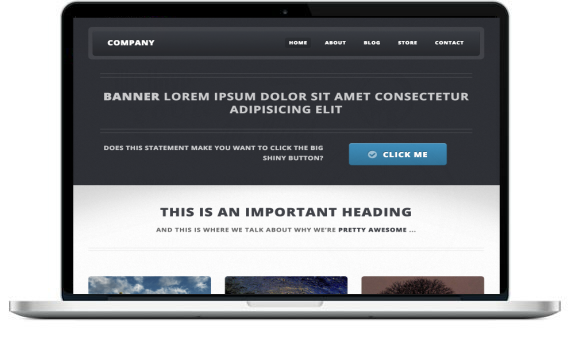 COMPANY
HOME ABOUT BLOG STORE CONTACT
BANNER LOREM IPSUM DOLOR SIT AMET CONSECTETUR
ADIPISICING ELIT
DOES THIS STATEMENT MAKE YOU WANT TO CLICK THE BIG
SHINY BUTTON?
CLICK ME
THIS IS AN IMPORTANT HEADING
AND THIS IS WHERE WE TALK ABOUT WHY WE'RE PRETTY AWESOME ...